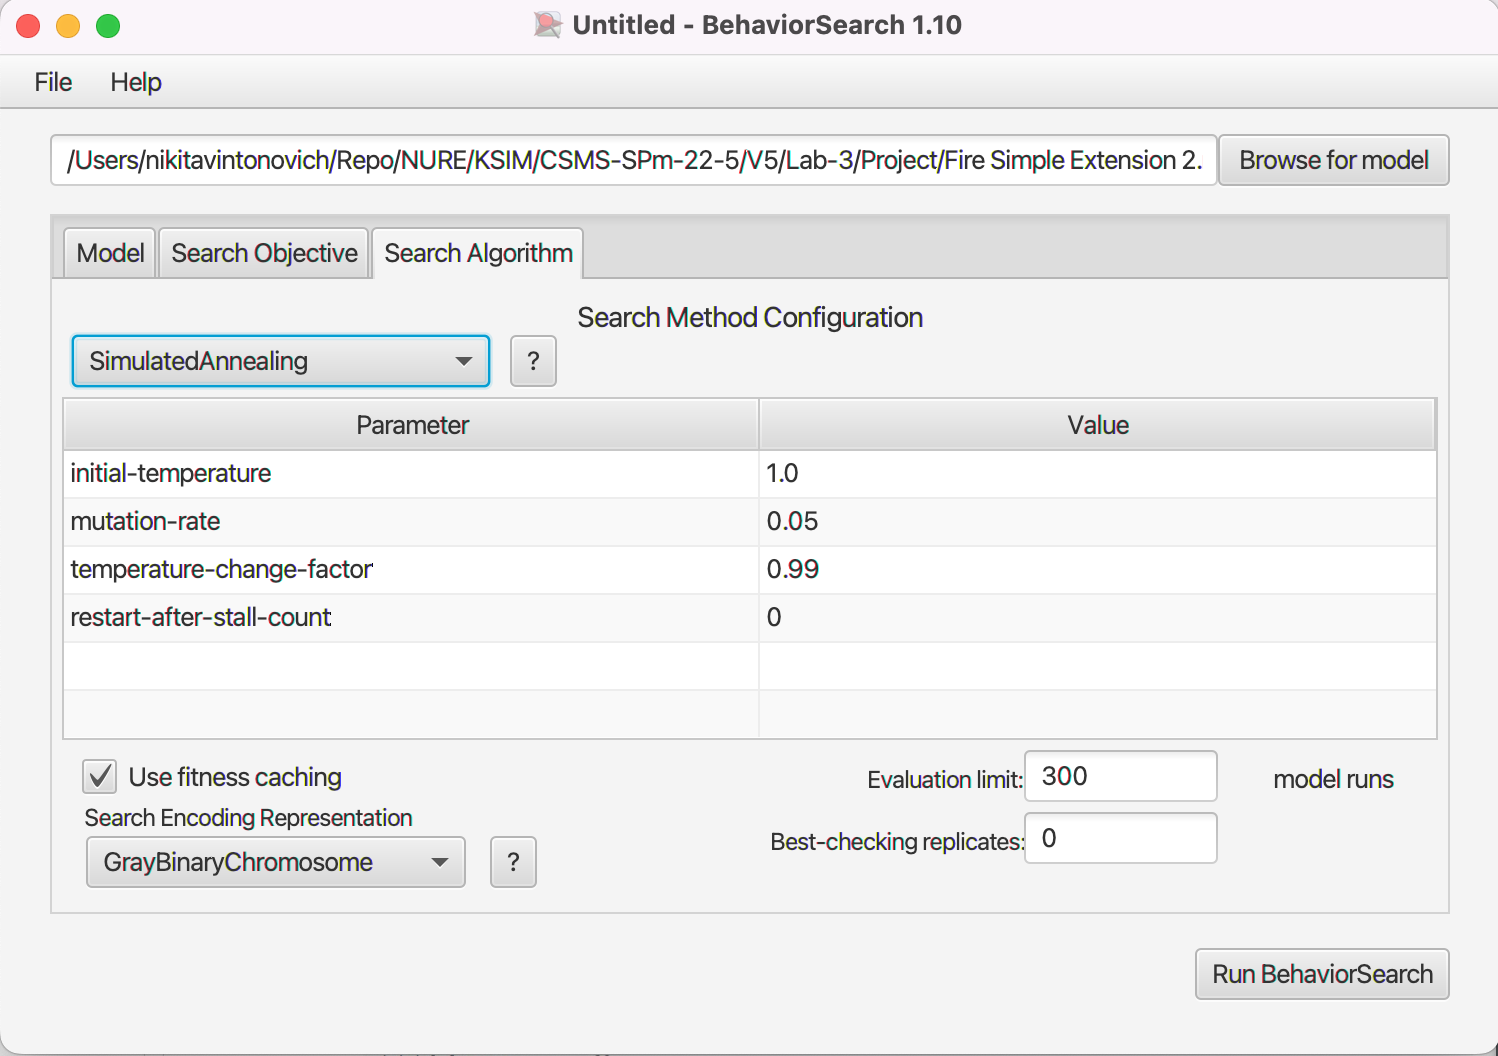 Untitled - BehaviorSearch 1.10
File Help
/Users/nikitavintonovich/Repo/NURE/KSIM/CSMS-SPm-22-5/V5/Lab-3/Project/Fire Simple Extension 2. Browse for model
Model Search Objective Search Algorithm
Search Method Configuration
SimulatedAnnealing ?
Parameter Value
initial-temperature 1.0
mutation-rate 0.05
temperature-change-factor 0.99
restart-after-stall-count 0
Use fitness caching Evaluation limit: 300 model runs
Search Encoding Representation
Best-checking replicates: 0
GrayBinaryChromosome ?
Run BehaviorSearch